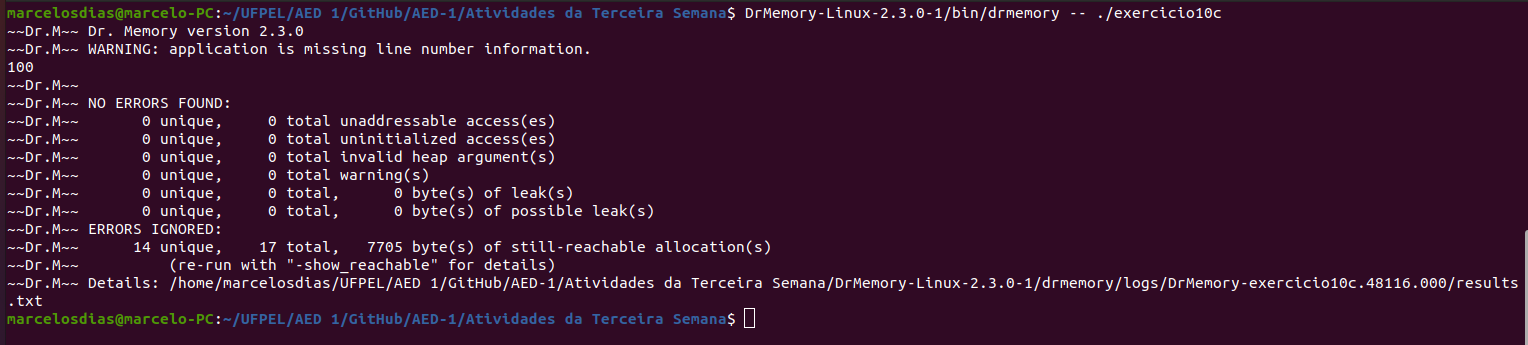 marcelosdias@marcelo-PC:~/UFPEL/AED 1/GitHub/AED-1/Atividades da Terceira Semana$ DrMemory-Linux-2.3.0-1/bin/drmemory -- ./exercicio10c
~~Dr.M~~ Dr. Memory version 2.3.0
~~Dr.M~~ WARNING: application is missing line number information.
100
~~Dr.M~~
~~Dr.M~~ NO ERRORS FOUND:
~~Dr.M~~       0 unique,     0 total unaddressable access(es)
~~Dr.M~~       0 unique,     0 total uninitialized access(es)
~~Dr.M~~       0 unique,     0 total invalid heap argument(s)
~~Dr.M~~       0 unique,     0 total warning(s)
~~Dr.M~~       0 unique,     0 total,      0 byte(s) of leak(s)
~~Dr.M~~       0 unique,     0 total,      0 byte(s) of possible leak(s)
~~Dr.M~~ ERRORS IGNORED:
~~Dr.M~~      14 unique,    17 total,   7705 byte(s) of still-reachable allocation(s)
~~Dr.M~~          (re-run with "-show_reachable" for details)
~~Dr.M~~ Details: /home/marcelosdias/UFPEL/AED 1/GitHub/AED-1/Atividades da Terceira Semana/DrMemory-Linux-2.3.0-1/drmemory/logs/DrMemory-exercicio10c.48116.000/results
.txt
marcelosdias@marcelo-PC:~/UFPEL/AED 1/GitHub/AED-1/Atividades da Terceira Semana$